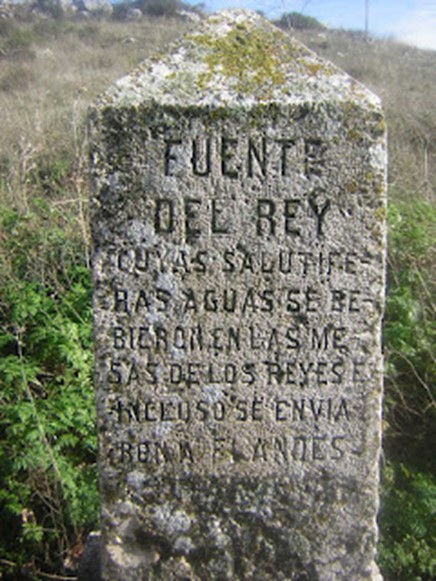 FUENTE
DEL REY
CUYAS SALUTIFE-
RAS AGUAS SE BE-
BIERON EN LAS ME-
SAS DE LOS REYES E
INCLUSO SE ENVIA-
RON A FLANDES-